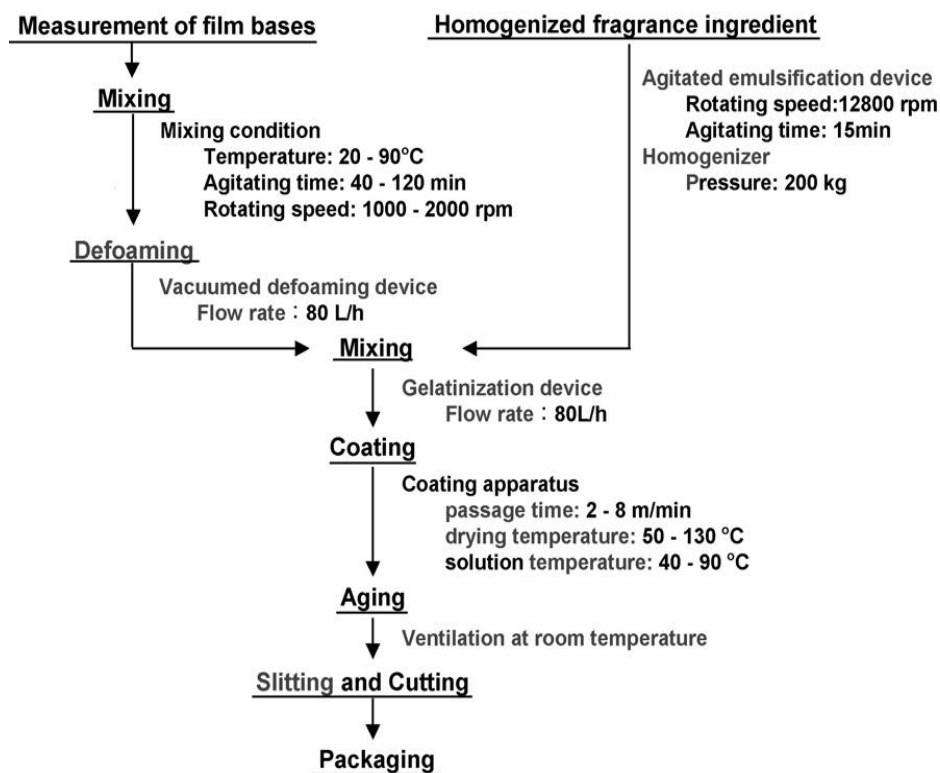 Measurement of film bases
Homogenized fragrance ingredient
Agitated emulsification device
Rotating speed:12800 rpm
Agitating time: 15min
Homogenizer
Pressure: 200 kg
Mixing
Mixing condition
Temperature: 20 - 90°C
Agitating time: 40 - 120 min
Rotating speed: 1000 - 2000 rpm
Defoaming
Vacuumed defoaming device
Flow rate : 80 L/h
Mixing
Gelatinization device
Flow rate : 80L/h
Coating
Coating apparatus
passage time: 2 - 8 m/min
drying temperature: 50 - 130 °C
solution temperature: 40 - 90 °C
Aging
Ventilation at room temperature
Slitting and Cutting
Packaging